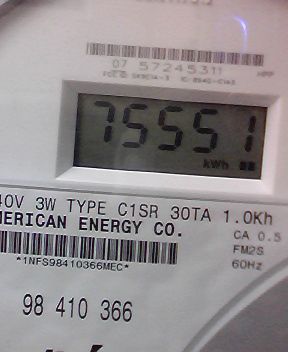 07 57245311
HPP
75551
kWh
40V 3W TYPE C1SR 30TA 1.0Kh
MERICAN ENERGY CO.
CA 0.5
FM2S
*1NFS98410366MEC*
60Hz
98 410 366